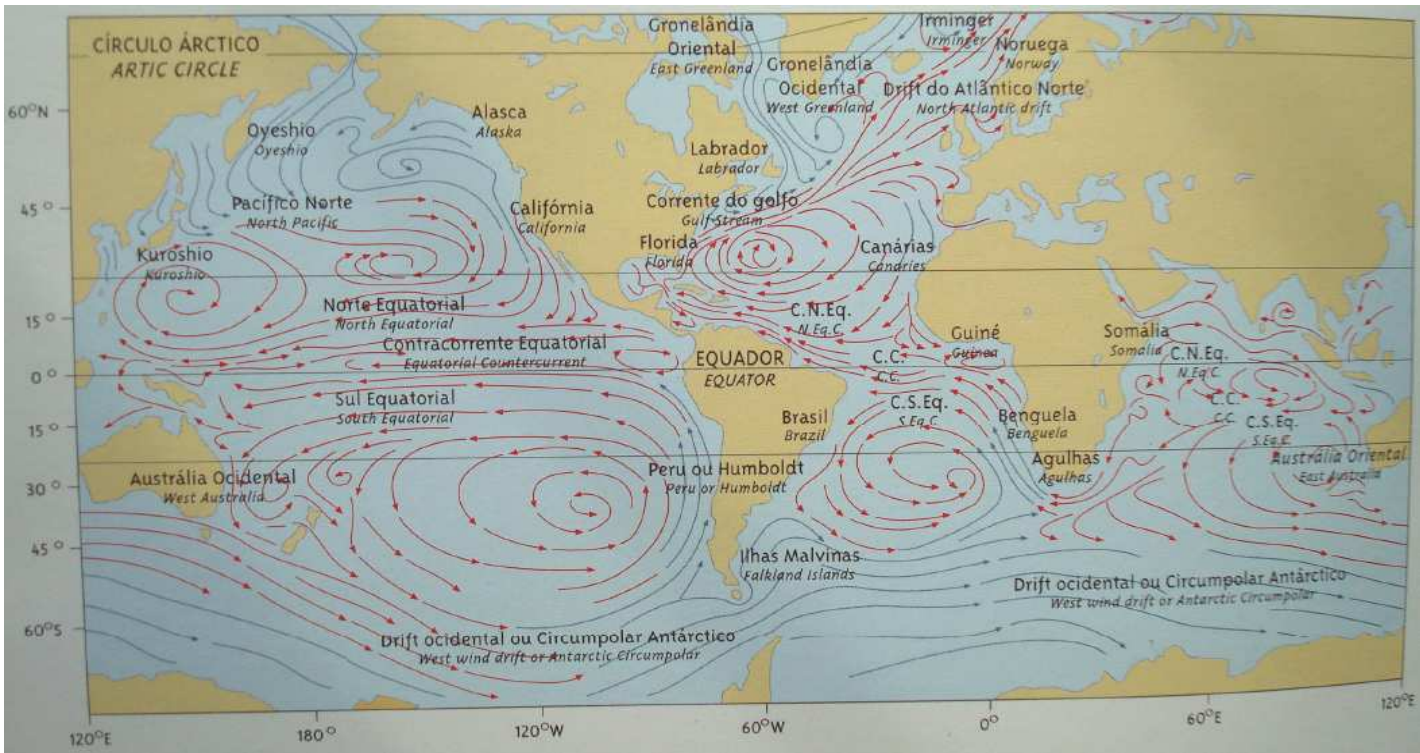 CÍRCULO ÁRCTICO
ARTIC CIRCLE
Gronelândia
Oriental
East Greenland
Gronelândia
Ocidental
West Greenland
Irminger
Irminger
Noruega
Norway
Drift do Atlântico Norte
North Atlantic drift
60°N
Alasca
Alaska
Oyeshio
Oyeshio
Labrador
Labrador
45°
Pacífico Norte
North Pacific
Califórnia
California
Corrente do golfo
Gulf Stream
Kuroshio
Kuroshio
Florida
Florida
Canárias
Canaries
15°
Norte Equatorial
North Equatorial
C.N.Eq.
N.Eq.C.
Contracorrente Equatorial
Equatorial Countercurrent
Guiné
Guinea
Somália
Somalia
C.N.Eq.
N.Eq.C.
0°
EQUADOR
EQUATOR
C.C.
C.C.
Sul Equatorial
South Equatorial
C.S.Eq.
S.Eq.C.
C.C.
C.C.
15°
Brasil
Brazil
Benguela
Benguela
C.S.Eq.
S.Eq.C.
Austrália Ocidental
West Australia
Peru ou Humboldt
Peru or Humboldt
Agulhas
Agulhas
Austrália Oriental
East Australia
30°
45°
Ilhas Malvinas
Falkland Islands
Drift ocidental ou Circumpolar Antárctico
West wind drift or Antarctic Circumpolar
60°S
Drift ocidental ou Circumpolar Antárctico
West wind drift or Antarctic Circumpolar
120°E
180°
120°W
60°W
0°
60°E
120°E